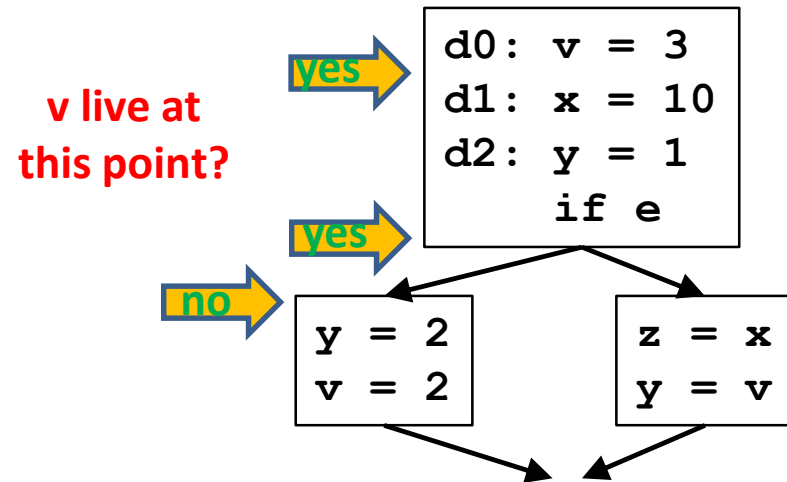 yes
d0: v = 3
d1: x = 10
d2: y = 1
if e
v live at
this point?
yes
no
y = 2
v = 2
z = x
y = v